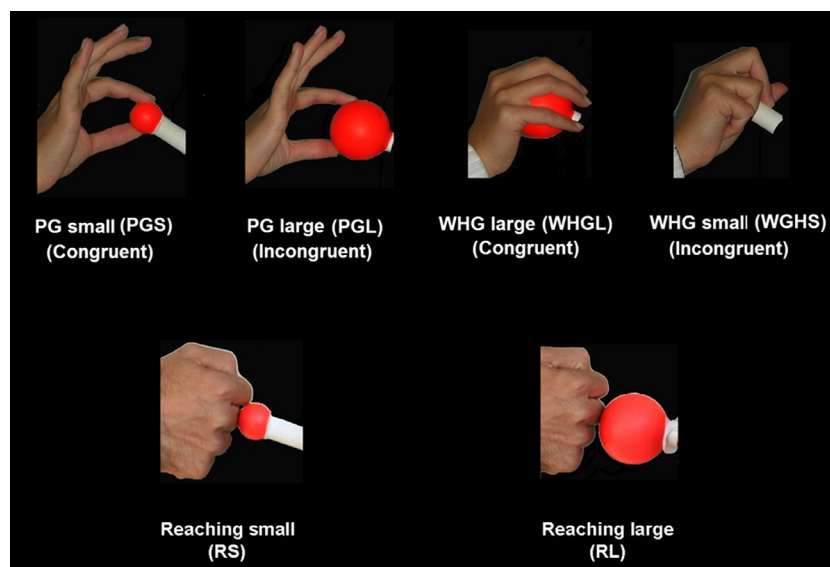 PG small (PGS)
(Congruent)
PG large (PGL)
(Incongruent)
WHG large (WHGL)
(Congruent)
WHG small (WGHS)
(Incongruent)
Reaching small
(RS)
Reaching large
(RL)